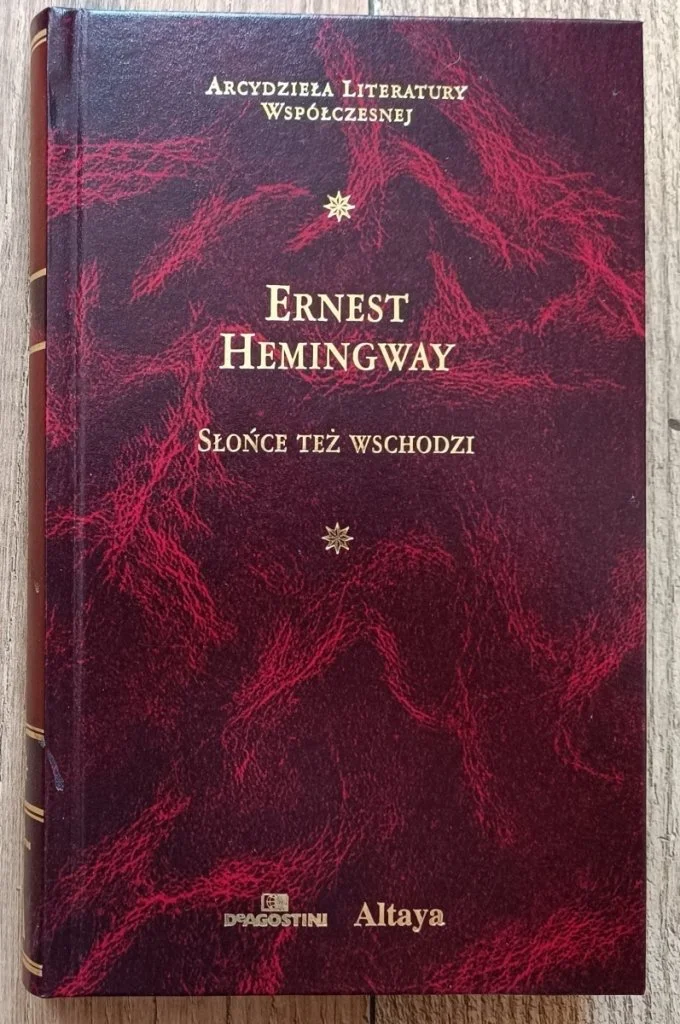 Arcydzieła Literatury
Współczesnej
Ernest
Hemingway
Słońce też wschodzi
DeAGOSTINI Altaya